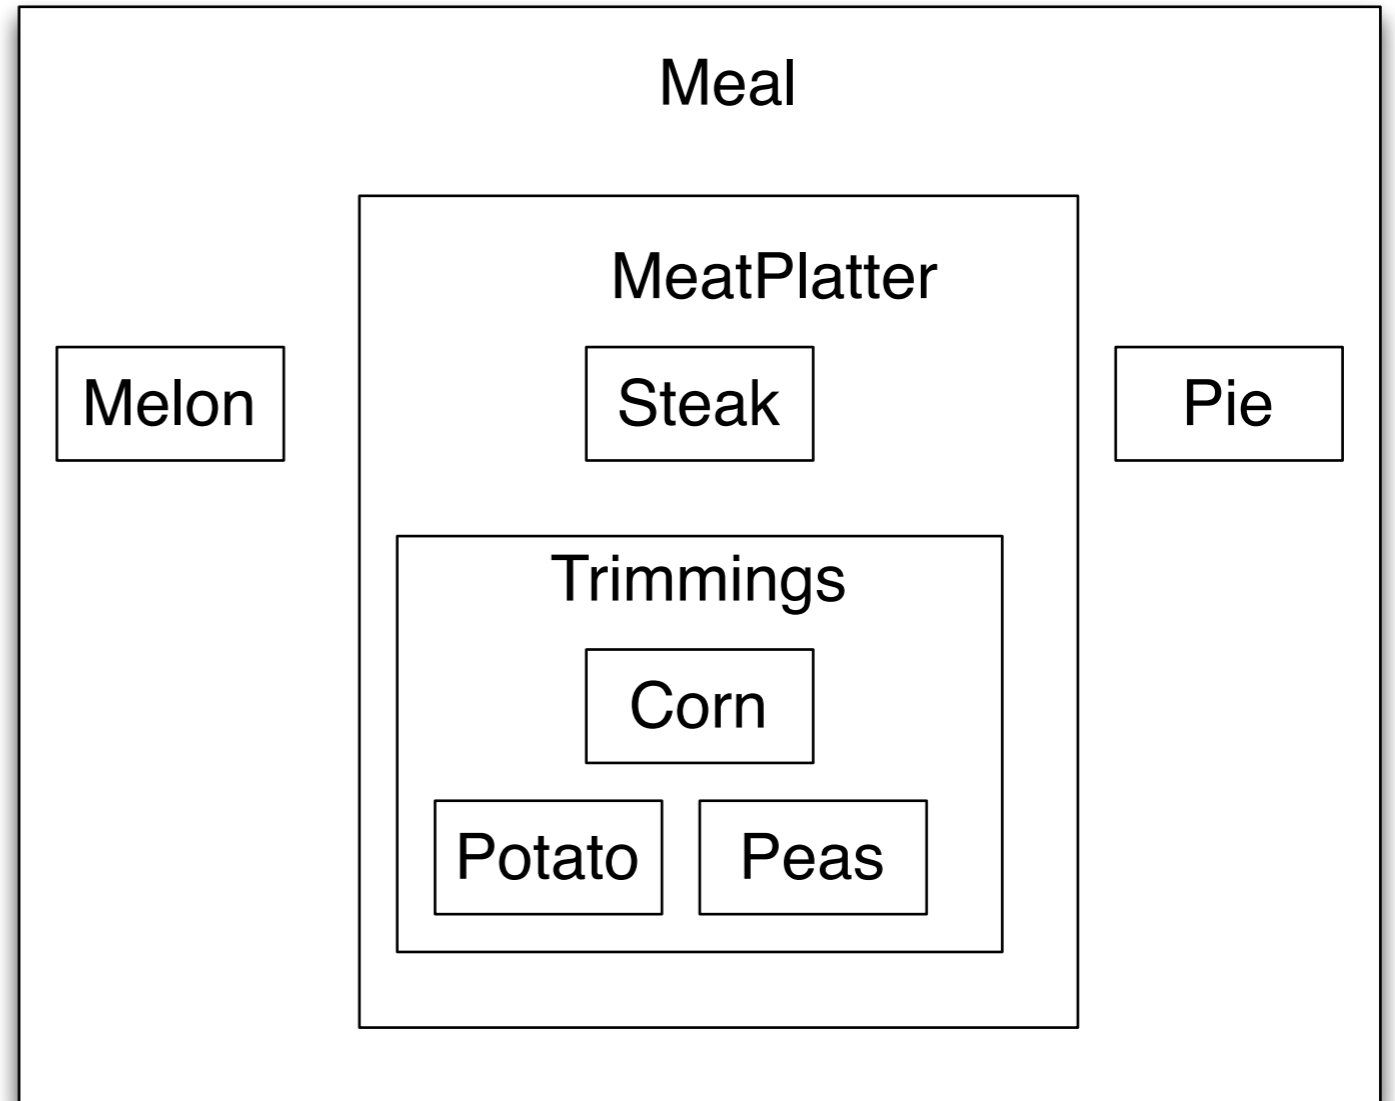 Meal
MeatPlatter
Melon
Steak
Pie
Trimmings
Corn
Potato
Peas